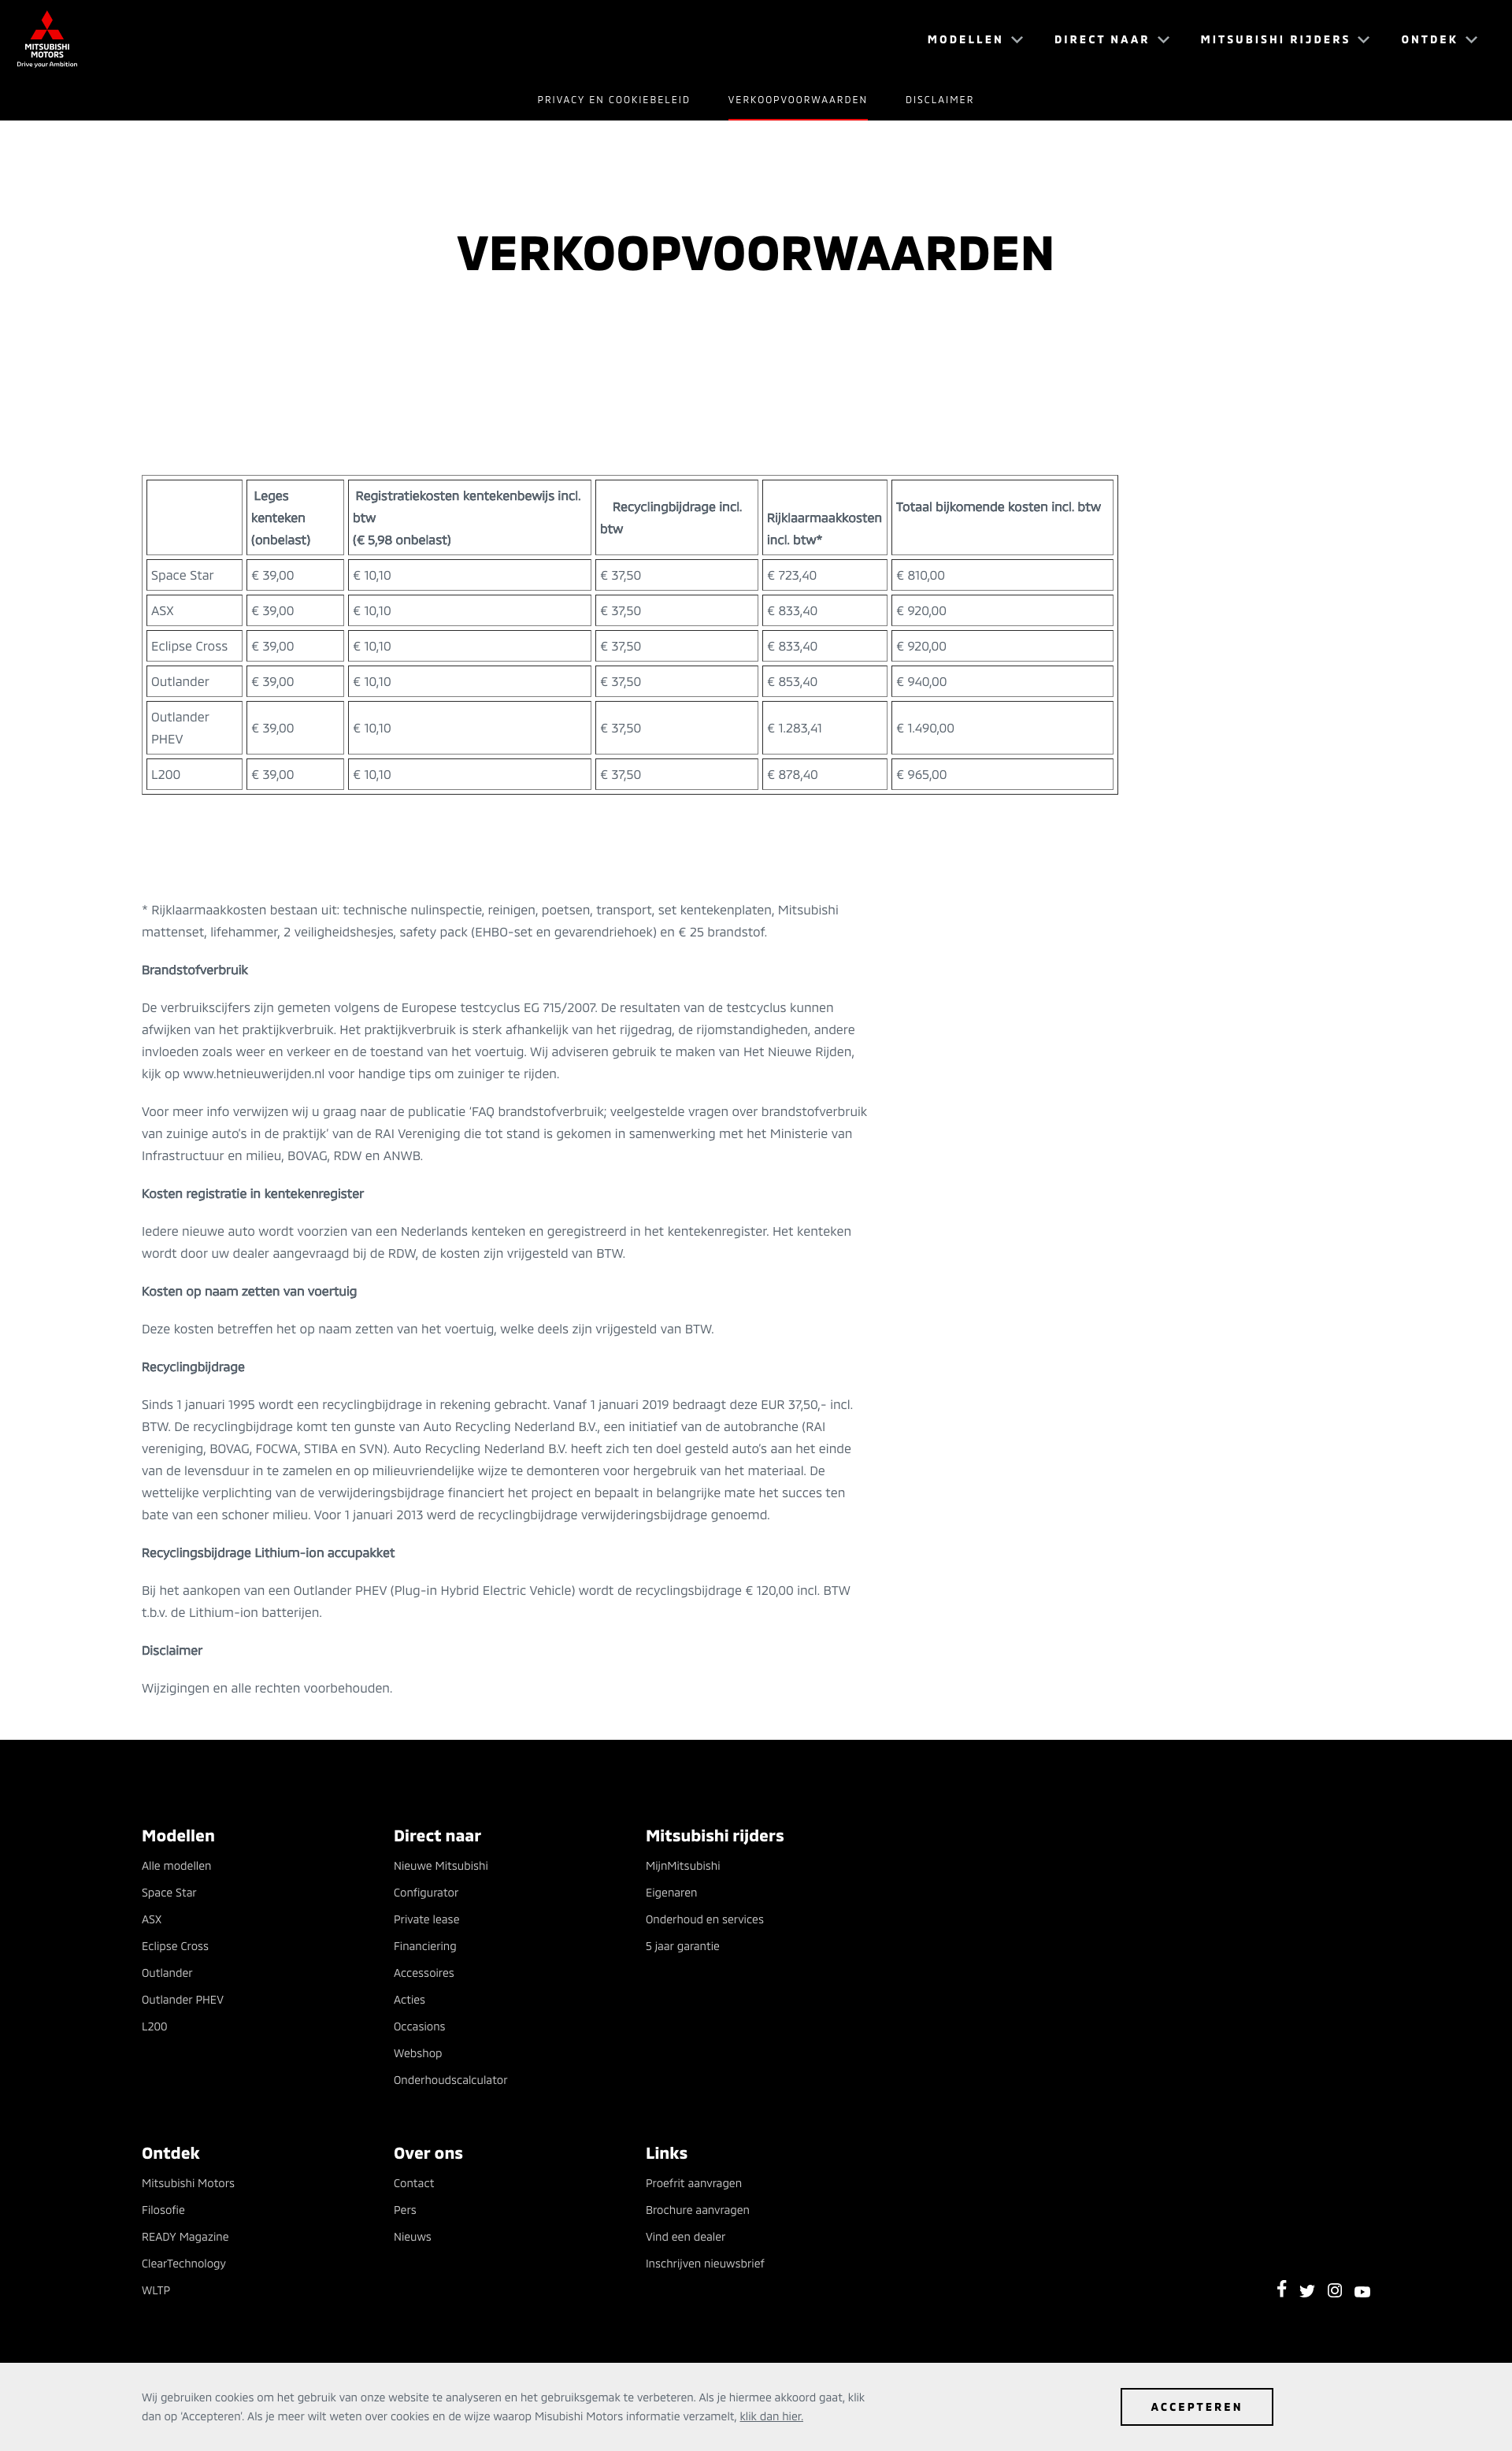 MITSUBISHI
MOTORS
Drive your Ambition
MODELLEN
DIRECT NAAR
MITSUBISHI RIJDERS
ONTDEK
PRIVACY EN COOKIEBELEID
VERKOOPVOORWAARDEN
DISCLAIMER
VERKOOPVOORWAARDEN
Leges kenteken (onbelast)
Registratiekosten kentekenbewijs incl. btw (€ 5,98 onbelast)
Recyclingbijdrage incl. btw
Rijklaarmaakkosten incl. btw*
Totaal bijkomende kosten incl. btw
Space Star € 39,00 € 10,10 € 37,50 € 723,40 € 810,00
ASX € 39,00 € 10,10 € 37,50 € 833,40 € 920,00
Eclipse Cross € 39,00 € 10,10 € 37,50 € 833,40 € 920,00
Outlander € 39,00 € 10,10 € 37,50 € 853,40 € 940,00
Outlander PHEV € 39,00 € 10,10 € 37,50 € 1.283,41 € 1.490,00
L200 € 39,00 € 10,10 € 37,50 € 878,40 € 965,00
* Rijklaarmaakkosten bestaan uit: technische nulinspectie, reinigen, poetsen, transport, set kentekenplaten, Mitsubishi
mattenset, lifehammer, 2 veiligheidshesjes, safety pack (EHBO-set en gevarendriehoek) en € 25 brandstof.
Brandstofverbruik
De verbruikscijfers zijn gemeten volgens de Europese testcyclus EG 715/2007. De resultaten van de testcyclus kunnen
afwijken van het praktijkverbruik. Het praktijkverbruik is sterk afhankelijk van het rijgedrag, de rijomstandigheden, andere
invloeden zoals weer en verkeer en de toestand van het voertuig. Wij adviseren gebruik te maken van Het Nieuwe Rijden,
kijk op www.hetnieuwerijden.nl voor handige tips om zuiniger te rijden.
Voor meer info verwijzen wij u graag naar de publicatie ‘FAQ brandstofverbruik; veelgestelde vragen over brandstofverbruik
van zuinige auto’s in de praktijk’ van de RAI Vereniging die tot stand is gekomen in samenwerking met het Ministerie van
Infrastructuur en milieu, BOVAG, RDW en ANWB.
Kosten registratie in kentekenregister
Iedere nieuwe auto wordt voorzien van een Nederlands kenteken en geregistreerd in het kentekenregister. Het kenteken
wordt door uw dealer aangevraagd bij de RDW, de kosten zijn vrijgesteld van BTW.
Kosten op naam zetten van voertuig
Deze kosten betreffen het op naam zetten van het voertuig, welke deels zijn vrijgesteld van BTW.
Recyclingbijdrage
Sinds 1 januari 1995 wordt een recyclingbijdrage in rekening gebracht. Vanaf 1 januari 2019 bedraagt deze EUR 37,50,- incl.
BTW. De recyclingbijdrage komt ten gunste van Auto Recycling Nederland B.V., een initiatief van de autobranche (RAI
vereniging, BOVAG, FOCWA, STIBA en SVN). Auto Recycling Nederland B.V. heeft zich ten doel gesteld auto’s aan het einde
van de levensduur in te zamelen en op milieuvriendelijke wijze te demonteren voor hergebruik van het materiaal. De
wettelijke verplichting van de verwijderingsbijdrage financiert het project en bepaalt in belangrijke mate het succes ten
bate van een schoner milieu. Voor 1 januari 2013 werd de recyclingbijdrage verwijderingsbijdrage genoemd.
Recyclingsbijdrage Lithium-ion accupakket
Bij het aankopen van een Outlander PHEV (Plug-in Hybrid Electric Vehicle) wordt de recyclingsbijdrage € 120,00 incl. BTW
t.b.v. de Lithium-ion batterijen.
Disclaimer
Wijzigingen en alle rechten voorbehouden.
Modellen
Alle modellen
Space Star
ASX
Eclipse Cross
Outlander
Outlander PHEV
L200
Direct naar
Nieuwe Mitsubishi
Configurator
Private lease
Financiering
Accessoires
Acties
Occasions
Webshop
Onderhoudscalculator
Mitsubishi rijders
MijnMitsubishi
Eigenaren
Onderhoud en services
5 jaar garantie
Ontdek
Mitsubishi Motors
Filosofie
READY Magazine
ClearTechnology
WLTP
Over ons
Contact
Pers
Nieuws
Links
Proefrit aanvragen
Brochure aanvragen
Vind een dealer
Inschrijven nieuwsbrief
Wij gebruiken cookies om het gebruik van onze website te analyseren en het gebruiksgemak te verbeteren. Als je hiermee akkoord gaat, klik
dan op ‘Accepteren’. Als je meer wilt weten over cookies en de wijze waarop Misubishi Motors informatie verzamelt, klik dan hier.
ACCEPTEREN